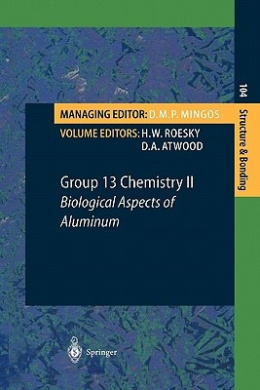 MANAGING EDITOR: D.M.P. MINGOS
VOLUME EDITORS: H.W. ROESKY
D.A. ATWOOD
104
Structure & Bonding
Group 13 Chemistry II
Biological Aspects of
Aluminum
Springer